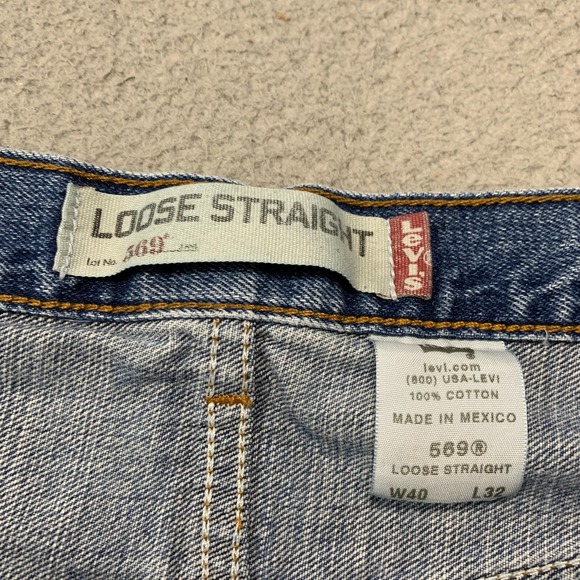 LOOSE STRAIGHT
Lot No. 569® JEANS
LEVI'S
levi.com
(800) USA-LEVI
100% COTTON
MADE IN MEXICO
569®
LOOSE STRAIGHT
W40 L32